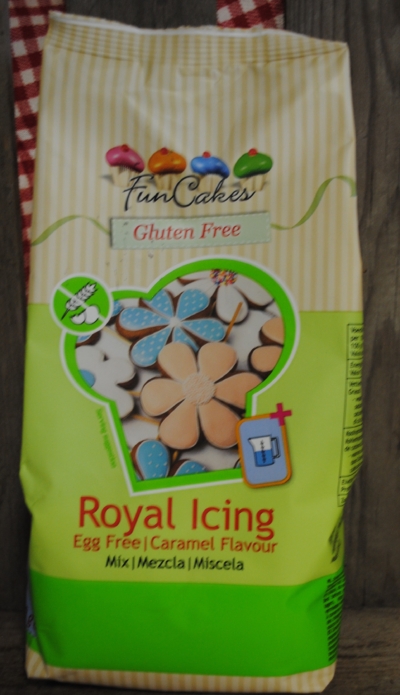 FunCakes
Gluten Free
Royal Icing
Egg Free|Caramel Flavour
Mix|Mezcla|Miscela